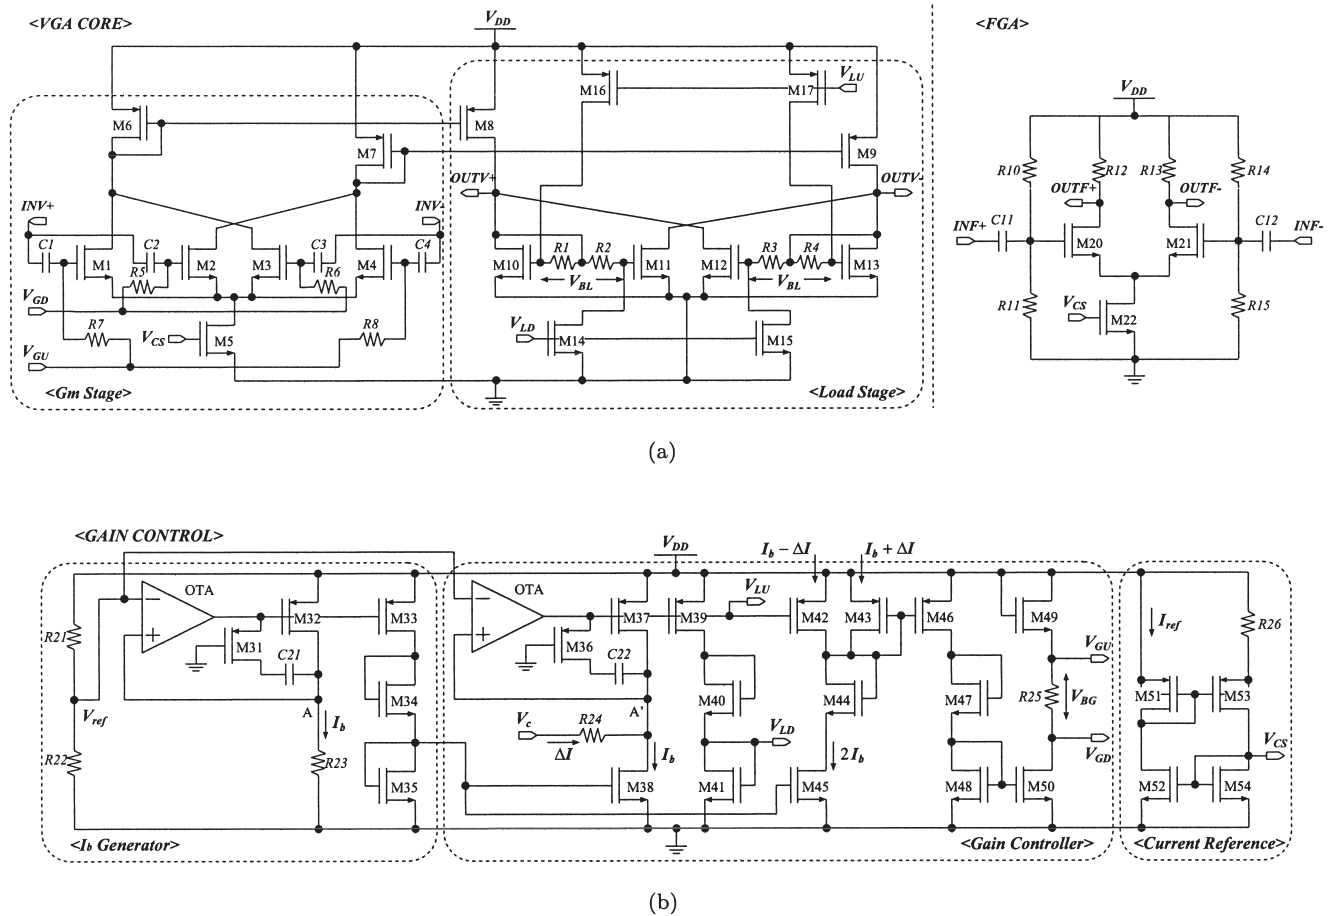 <VGA CORE>
V_DD
<FGA>
M6
M7
M8
M16
M17
V_LU
M9
V_DD
OUTV+
OUTV-
INV+
INV-
C1
M1
C2
R5
M2
M3
C3
R6
M4
C4
M10
R1
R2
M11
M12
R3
R4
M13
V_BL
V_BL
V_GD
R7
V_CS
M5
R8
V_LD
M14
M15
V_GU
<Gm Stage>
<Load Stage>
R10
R12
R13
R14
OUTF+
OUTF-
INF+
C11
M20
M21
C12
INF-
R11
V_CS
M22
R15
(a)
<GAIN CONTROL>
V_DD
I_b − ΔI
I_b + ΔI
OTA
OTA
−
+
−
+
R21
M31
M32
C21
M33
M36
M37
C22
M39
V_LU
M42
M43
M46
M49
I_ref
R26
V_ref
A
I_b
M34
V_c
R24
A'
ΔI
I_b
M40
V_LD
M44
2I_b
M47
R25
V_BG
V_GU
V_GD
M51
M53
V_CS
R22
R23
M35
M38
M41
M45
M48
M50
M52
M54
<I_b Generator>
<Gain Controller>
<Current Reference>
(b)